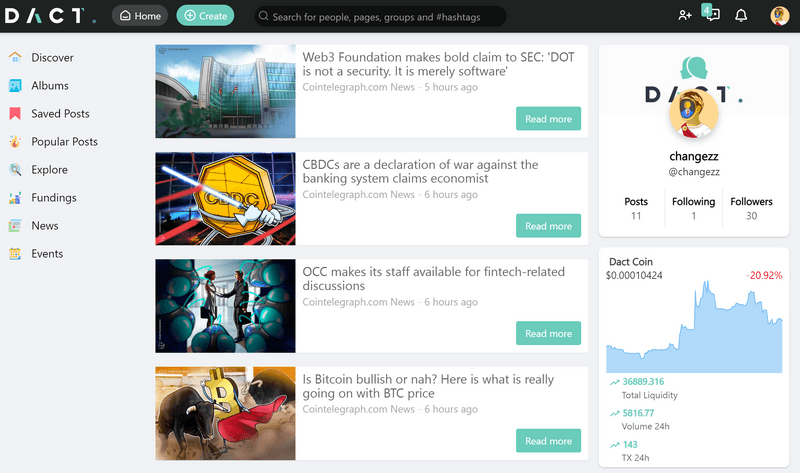 DACT.
Home
Create
Search for people, pages, groups and #hashtags
4
Discover
Albums
Saved Posts
Popular Posts
Explore
Fundings
News
Events
Web3 Foundation makes bold claim to SEC: 'DOT
is not a security. It is merely software'
Cointelegraph.com News - 5 hours ago
Read more
CBDC
CBDCs are a declaration of war against the
banking system claims economist
Cointelegraph.com News - 6 hours ago
Read more
OCC makes its staff available for fintech-related
discussions
Cointelegraph.com News - 6 hours ago
Read more
Is Bitcoin bullish or nah? Here is what is really
going on with BTC price
Cointelegraph.com News - 6 hours ago
Read more
DACT.
changezz
@changezz
Posts Following Followers
11 1 30
Dact Coin
$0.00010424 -20.92%
36889.316
Total Liquidity
5816.77
Volume 24h
143
TX 24h